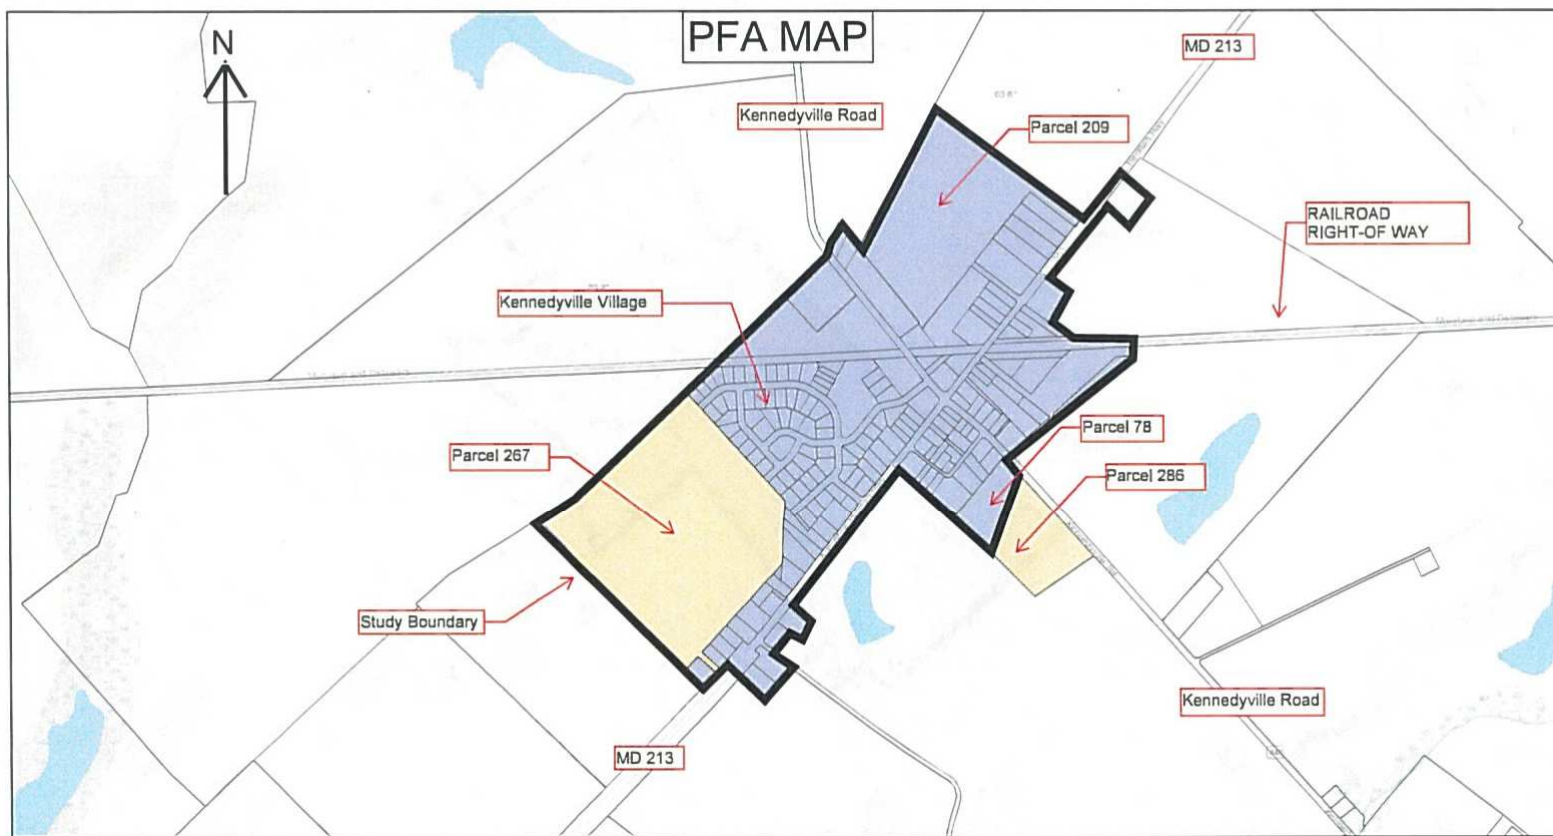 PFA MAP
N
MD 213
Kennedyville Road
Parcel 209
RAILROAD
RIGHT-OF WAY
Kennedyville Village
Parcel 78
Parcel 267
Parcel 286
Study Boundary
Kennedyville Road
MD 213